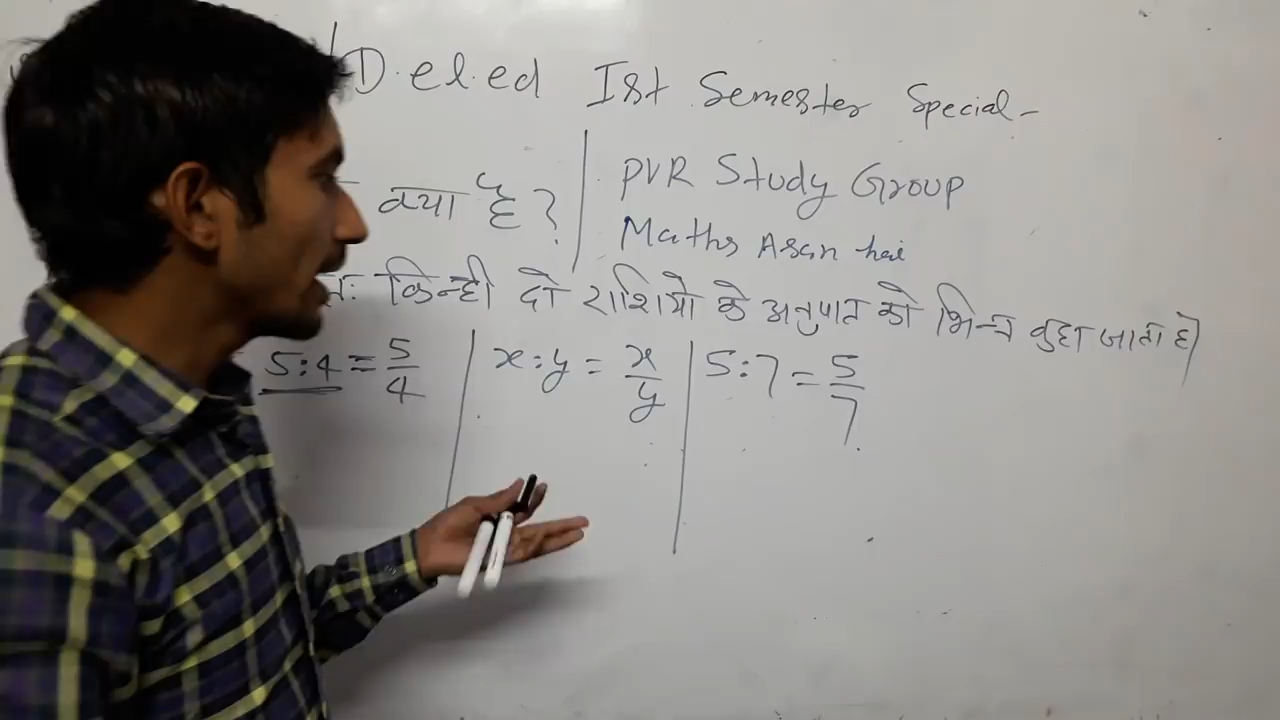 D.el.ed Ist Semester Special-
क्या है?
PVR Study Group
Maths Asan hai
किन्ही दो राशियो के अनुपात को भिन्न कहा जाता है
5:4 = 5/4
x:y = x/y
5:7 = 5/7